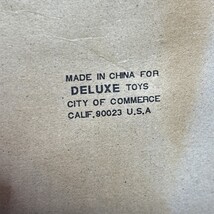 MADE IN CHINA FOR
DELUXE TOYS
CITY OF COMMERCE
CALIF, 90023 U.S.A